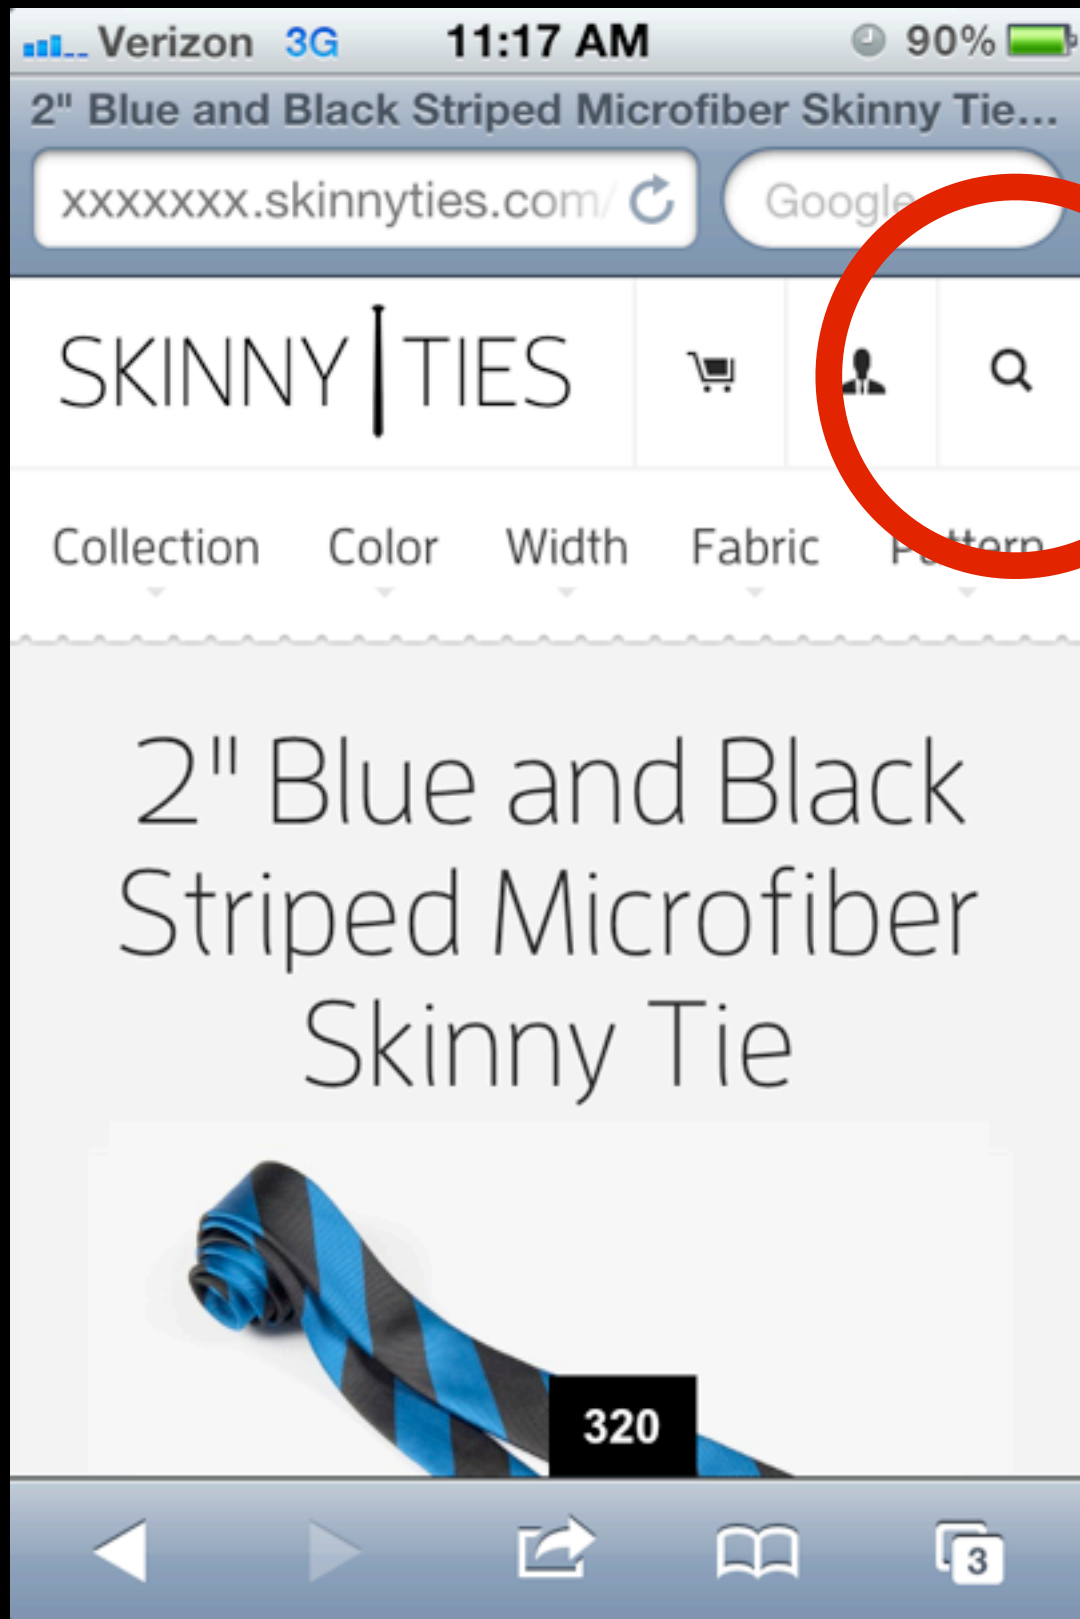 Verizon 3G 11:17 AM 90%
2" Blue and Black Striped Microfiber Skinny Tie...
xxxxxxx.skinnyties.com/ Google
SKINNY TIES
Collection Color Width Fabric Pattern
2" Blue and Black
Striped Microfiber
Skinny Tie
320
3